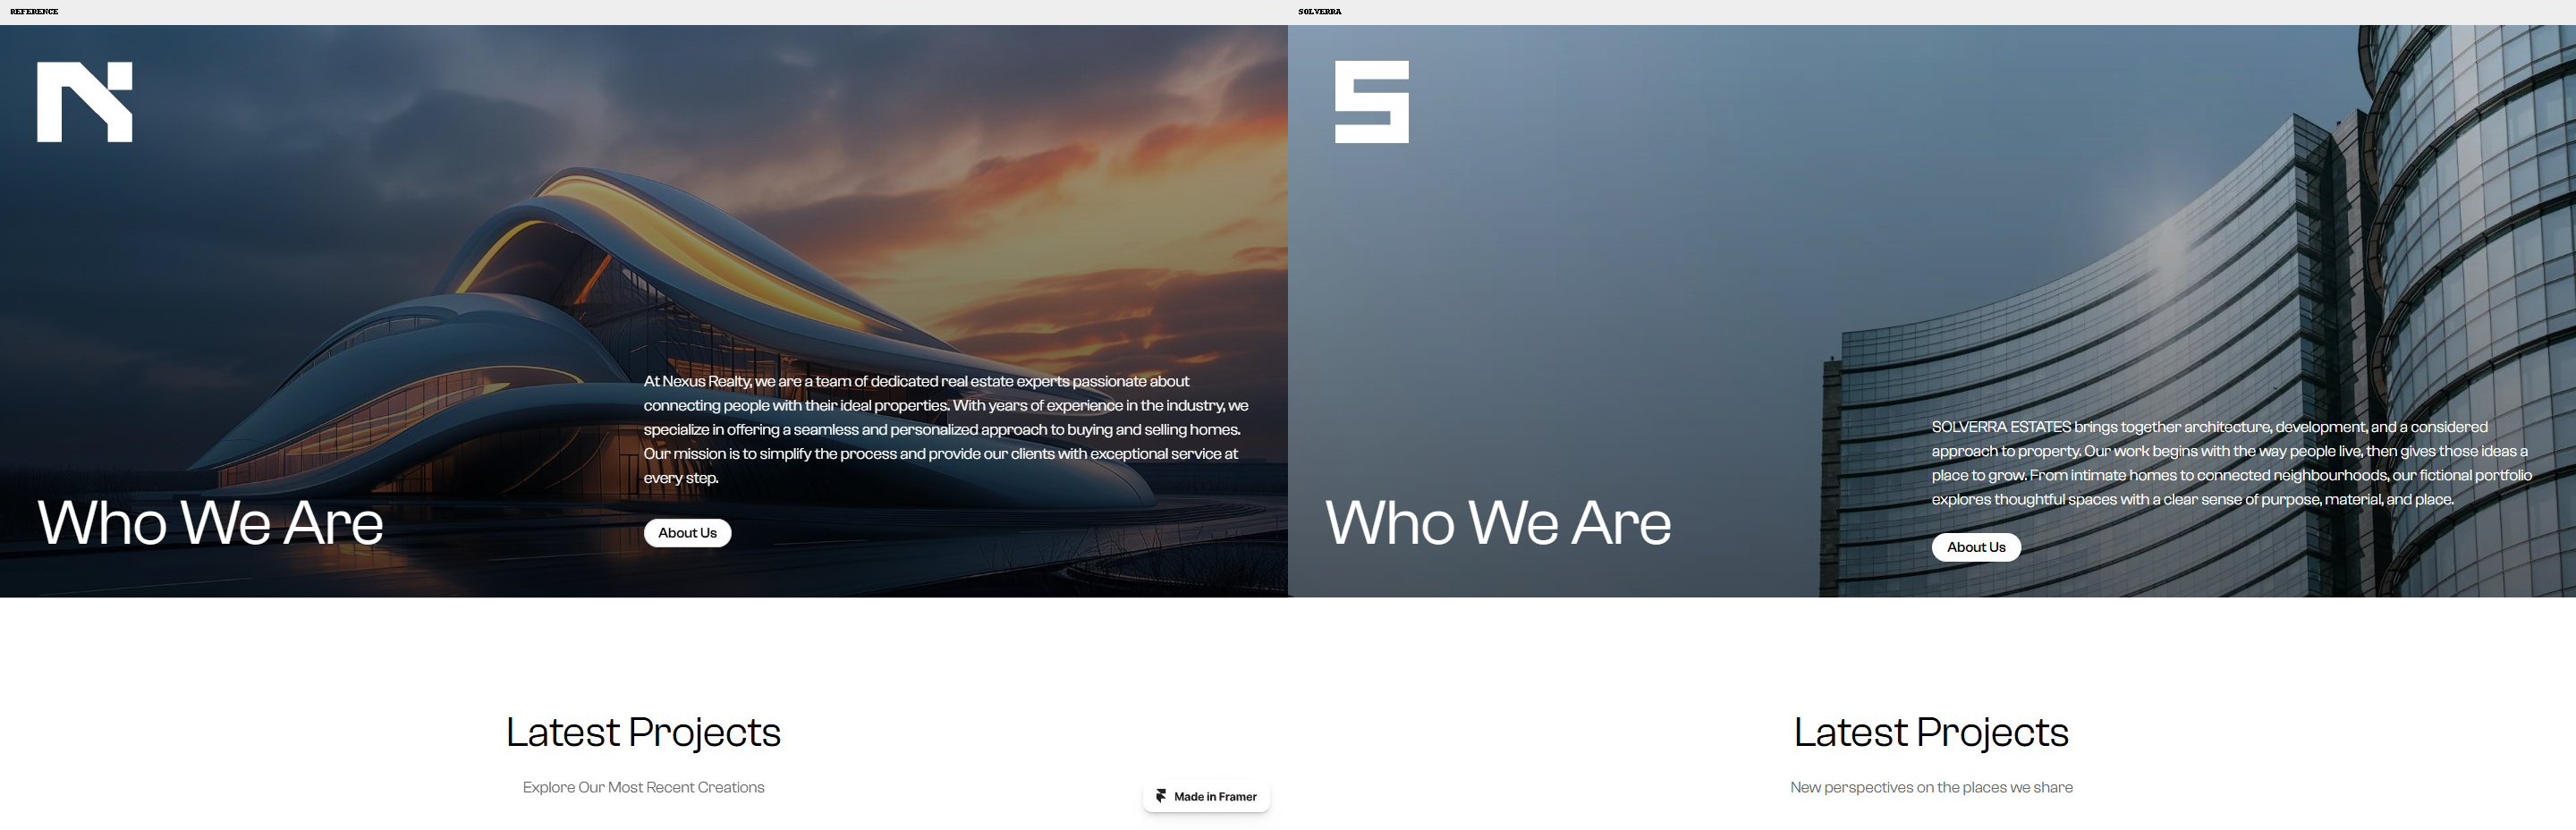 REFERENCE
N
At Nexus Realty, we are a team of dedicated real estate experts passionate about
connecting people with their ideal properties. With years of experience in the industry, we
specialize in offering a seamless and personalized approach to buying and selling homes.
Our mission is to simplify the process and provide our clients with exceptional service at
every step.
Who We Are
About Us
Latest Projects
Explore Our Most Recent Creations
Made in Framer
SOLVERRA
S
SOLVERRA ESTATES brings together architecture, development, and a considered
approach to property. Our work begins with the way people live, then gives those ideas a
place to grow. From intimate homes to connected neighbourhoods, our fictional portfolio
explores thoughtful spaces with a clear sense of purpose, material, and place.
Who We Are
About Us
Latest Projects
New perspectives on the places we share